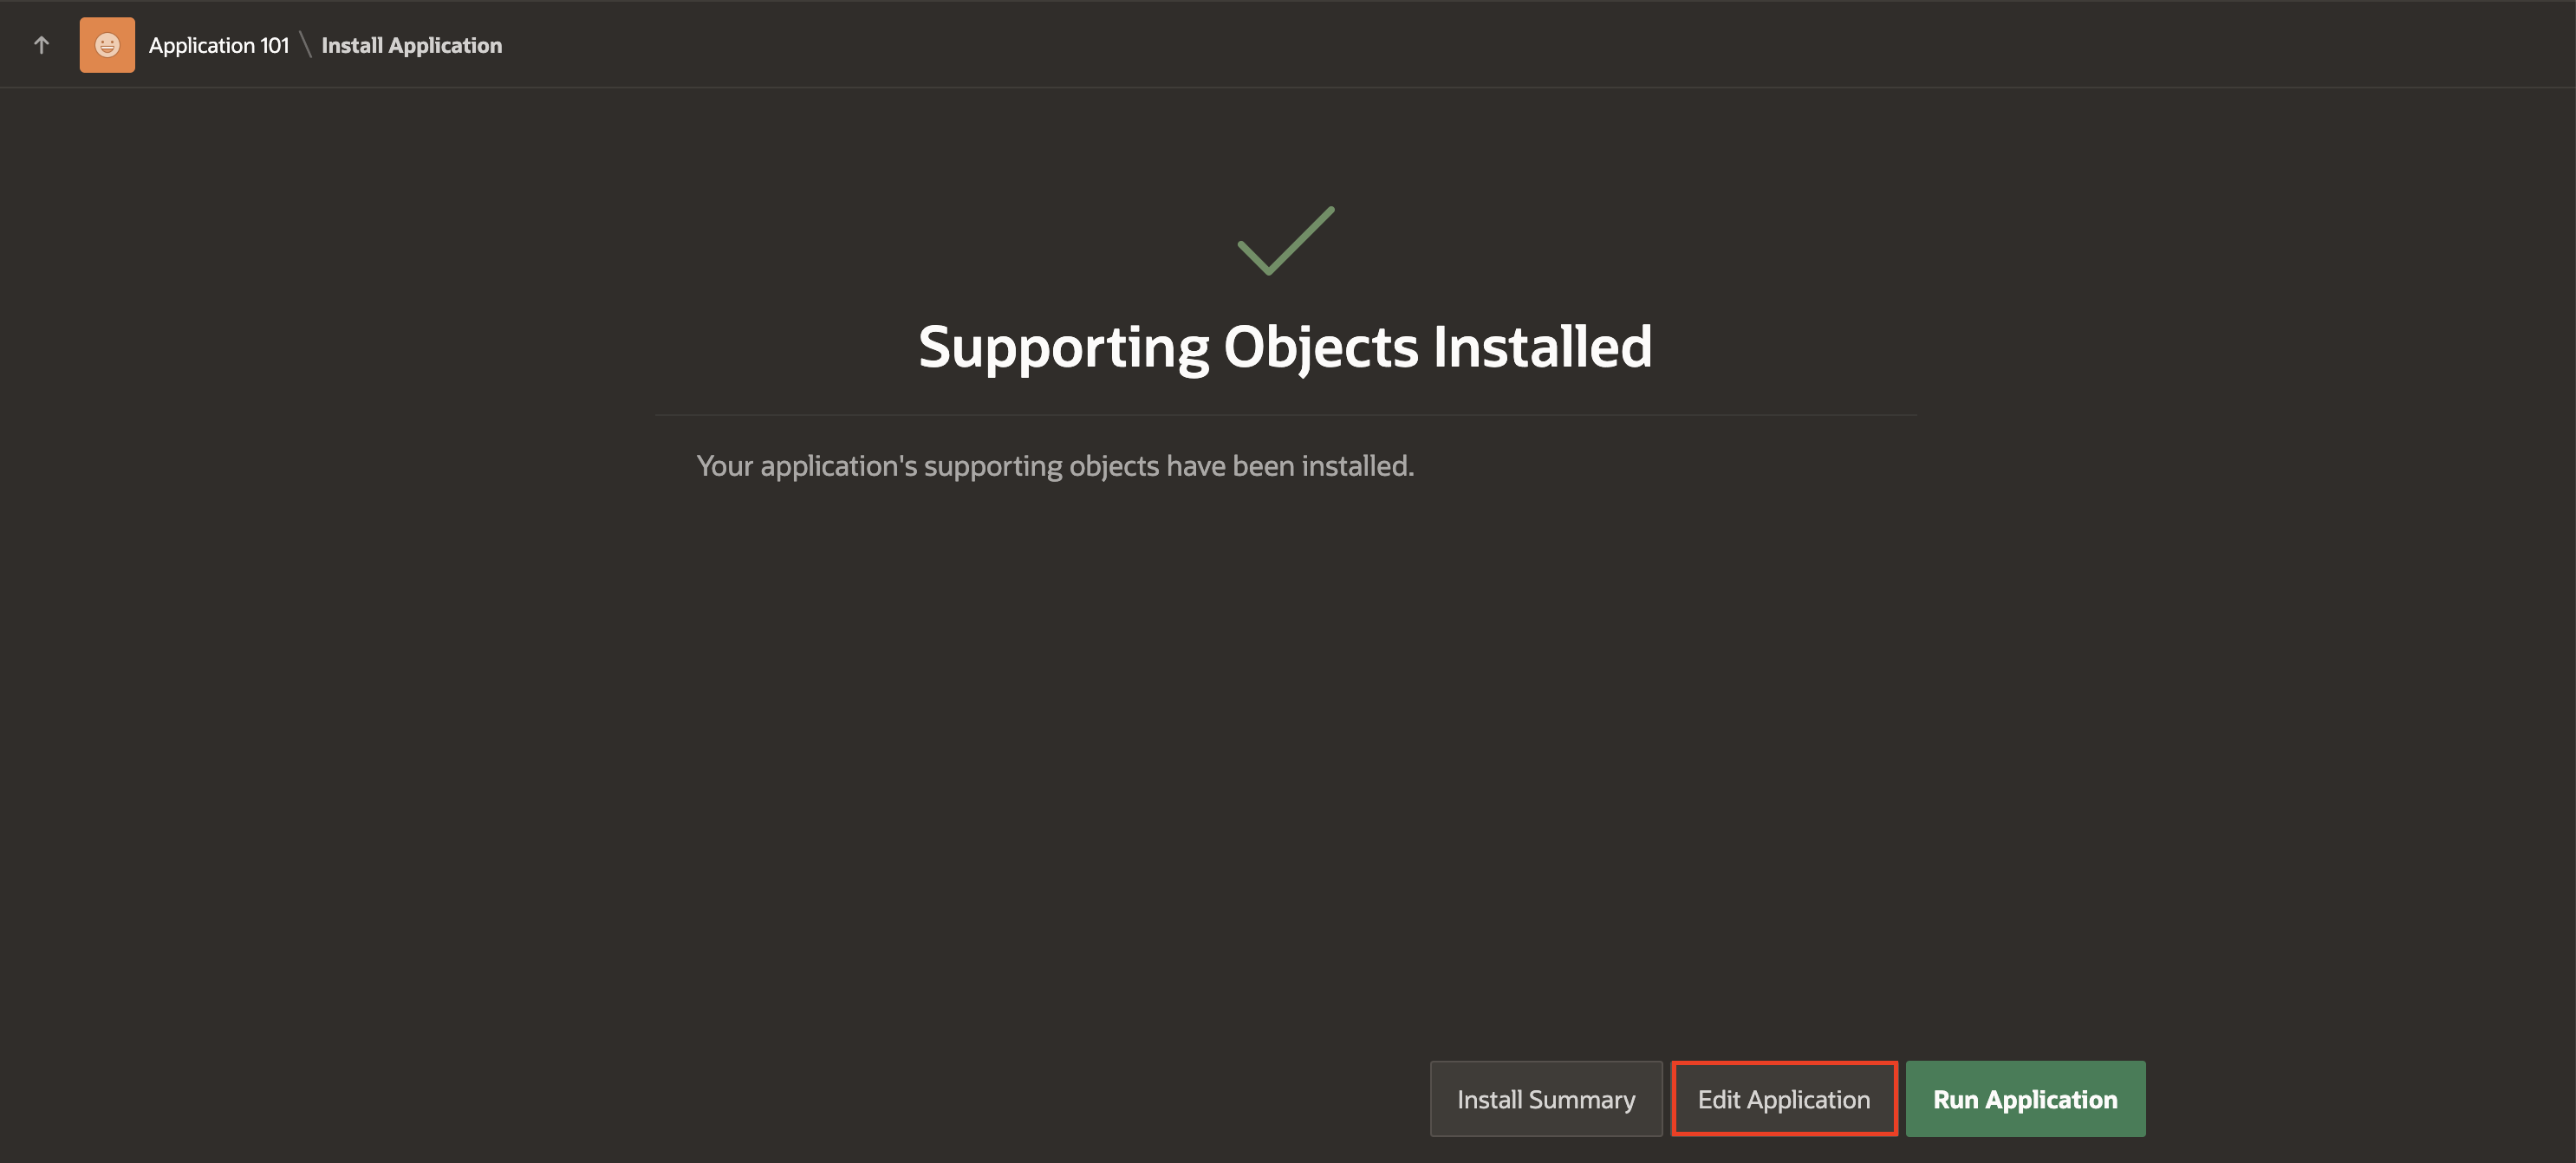 Application 101 \ Install Application
Supporting Objects Installed
Your application's supporting objects have been installed.
Install Summary
Edit Application
Run Application